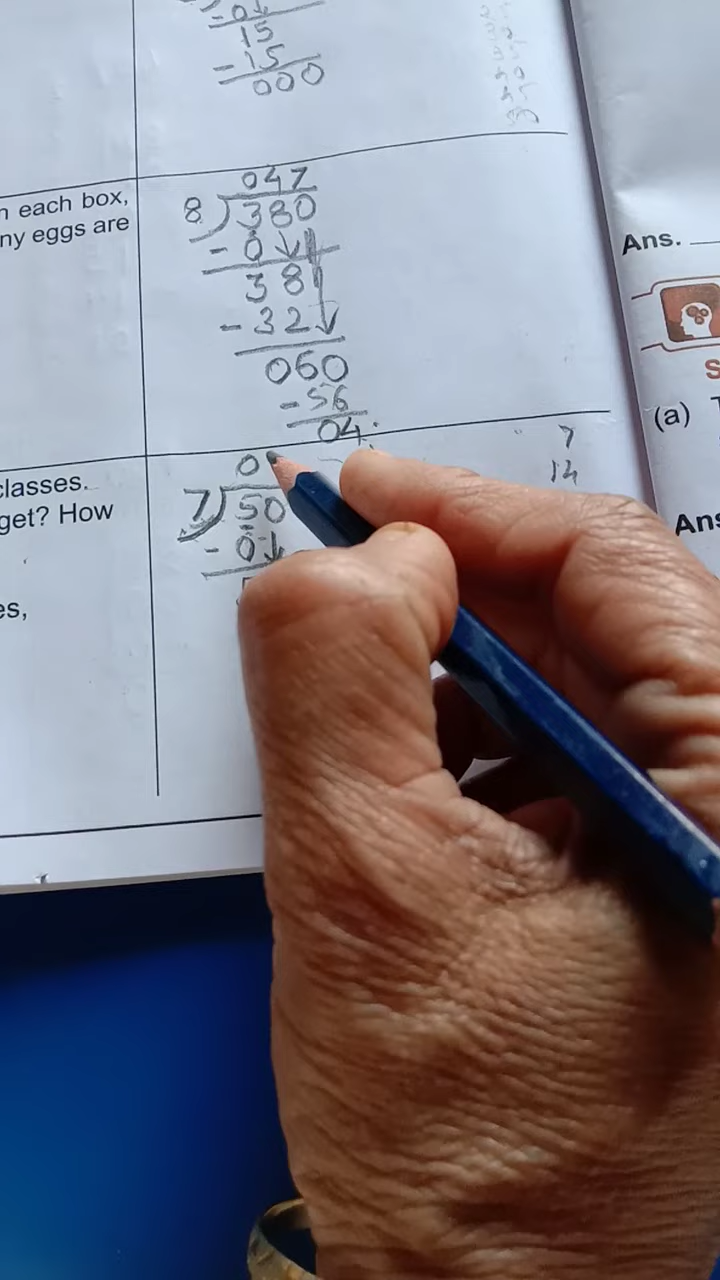 15
- 15
000
n each box,
ny eggs are
047
8)380
- 0
38
- 32
060
- 56
04
Ans.
S
(a) T
7
14
classes.
get? How
0
7)50
- 0
Ans
es,